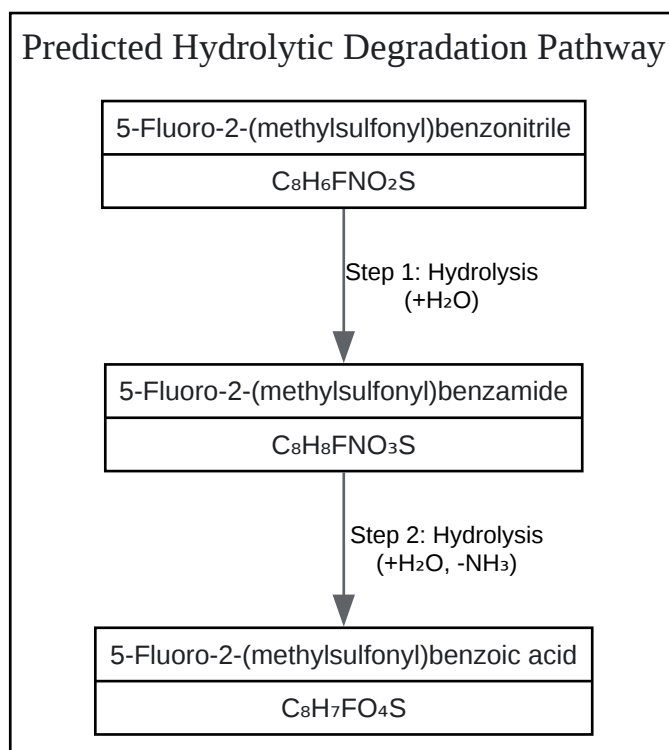 Predicted Hydrolytic Degradation Pathway
5-Fluoro-2-(methylsulfonyl)benzonitrile
C₈H₆FNO₂S
Step 1: Hydrolysis
(+H₂O)
5-Fluoro-2-(methylsulfonyl)benzamide
C₈H₈FNO₃S
Step 2: Hydrolysis
(+H₂O, -NH₃)
5-Fluoro-2-(methylsulfonyl)benzoic acid
C₈H₇FO₄S